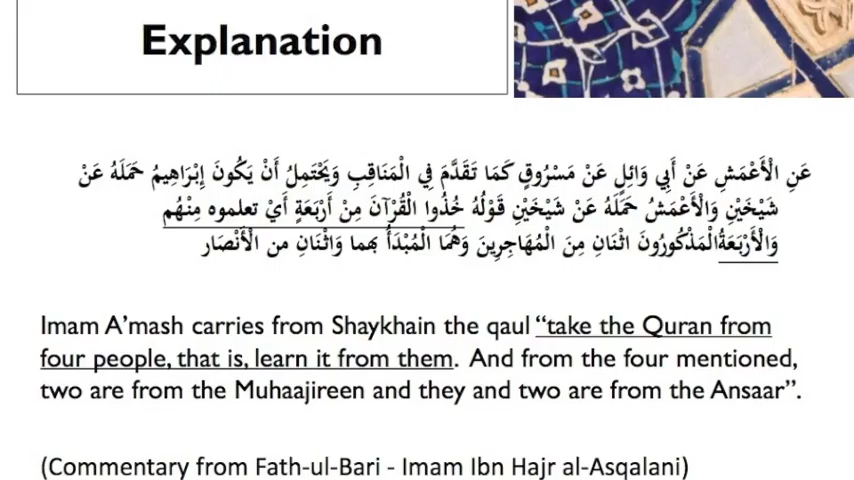 Explanation
عَنِ الْأَعْمَشِ عَنْ أَبِي وَائِلٍ عَنْ مَسْرُوقٍ كَمَا تَقَدَّمَ فِي الْمَنَاقِبِ وَيَحْتَمِلُ أَنْ يَكُونَ إِبْرَاهِيمُ حَمَلَهُ عَنْ
شَيْخَيْنِ وَالْأَعْمَشُ حَمَلَهُ عَنْ شَيْخَيْنِ قَوْلُهُ خُذُوا الْقُرْآنَ مِنْ أَرْبَعَةٍ أَيْ تعلموه مِنْهُم
وَالْأَرْبَعَةُ الْمَذْكُورُونَ اثْنَانِ مِنَ الْمُهَاجِرِينَ وَهُمَا الْمُبْدَأُ بهما وَاثْنَانِ من الْأَنْصَار
Imam A'mash carries from Shaykhain the qaul “take the Quran from
four people, that is, learn it from them. And from the four mentioned,
two are from the Muhaajireen and they and two are from the Ansaar”.
(Commentary from Fath-ul-Bari - Imam Ibn Hajr al-Asqalani)